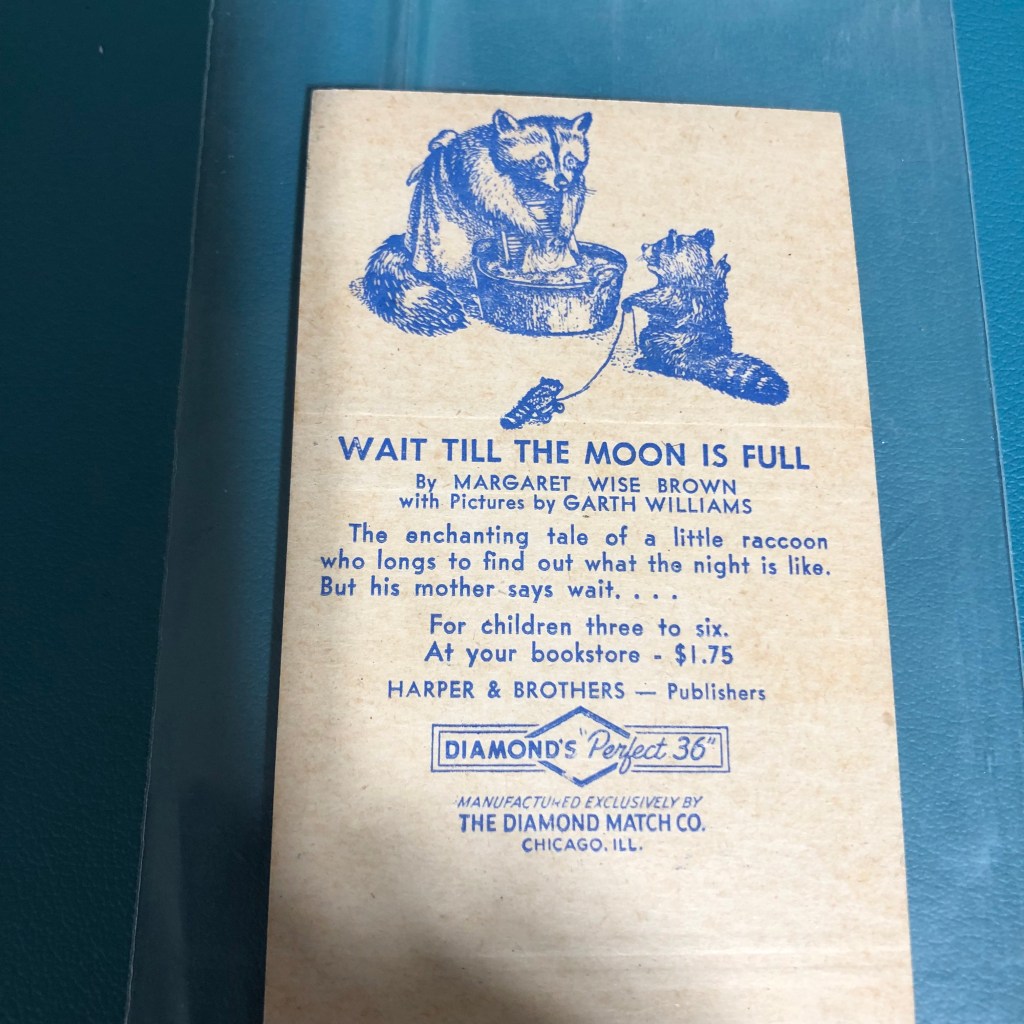 WAIT TILL THE MOON IS FULL
By MARGARET WISE BROWN
with Pictures by GARTH WILLIAMS
The enchanting tale of a little raccoon
who longs to find out what the night is like.
But his mother says wait. . . .
For children three to six.
At your bookstore - $1.75
HARPER & BROTHERS — Publishers
DIAMOND'S "Perfect 36"
MANUFACTURED EXCLUSIVELY BY
THE DIAMOND MATCH CO.
CHICAGO, ILL.